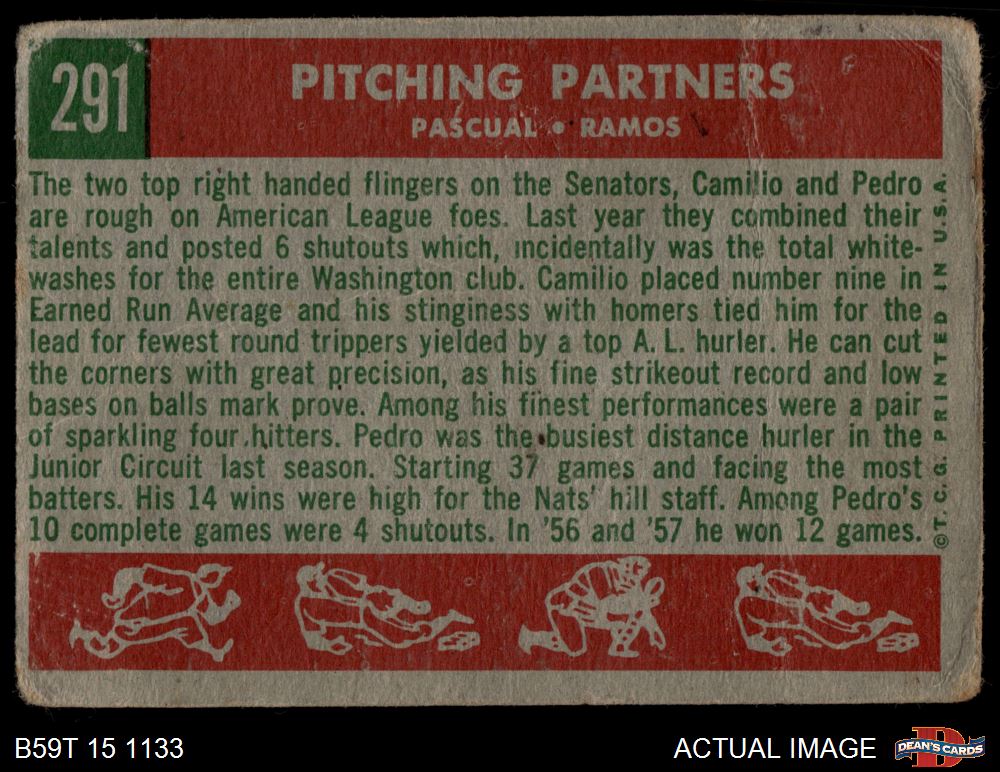 291
PITCHING PARTNERS
PASCUAL • RAMOS
The two top right handed flingers on the Senators, Camilio and Pedro
are rough on American League foes. Last year they combined their
talents and posted 6 shutouts which, incidentally was the total white-
washes for the entire Washington club. Camilio placed number nine in
Earned Run Average and his stinginess with homers tied him for the
lead for fewest round trippers yielded by a top A. L. hurler. He can cut
the corners with great precision, as his fine strikeout record and low
bases on balls mark prove. Among his finest performances were a pair
of sparkling four hitters. Pedro was the busiest distance hurler in the
Junior Circuit last season. Starting 37 games and facing the most
batters. His 14 wins were high for the Nats' hill staff. Among Pedro's
10 complete games were 4 shutouts. In '56 and '57 he won 12 games.
©T. C. G. PRINTED IN U.S.A.
B59T 15 1133
ACTUAL IMAGE
D
DEAN'S CARDS